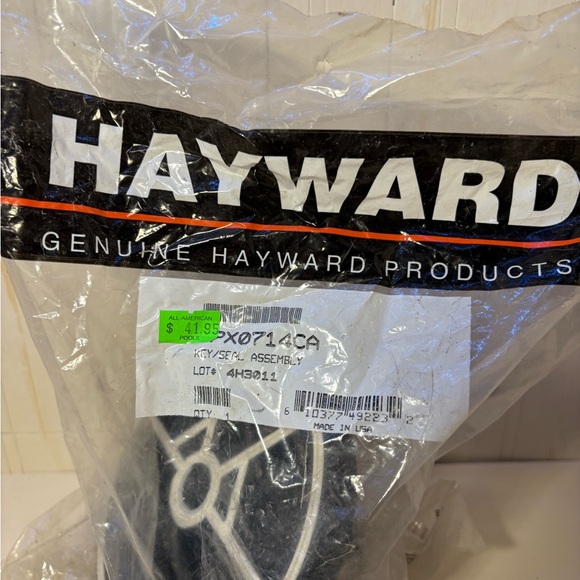 HAYWARD
GENUINE HAYWARD PRODUCTS
ALL AMERICAN
$ 41.95
POOLS
PX0714CA
KEY/SEAL ASSEMBLY
LOT# 4H3011
QTY 1
6 10377 49223 2
MADE IN USA